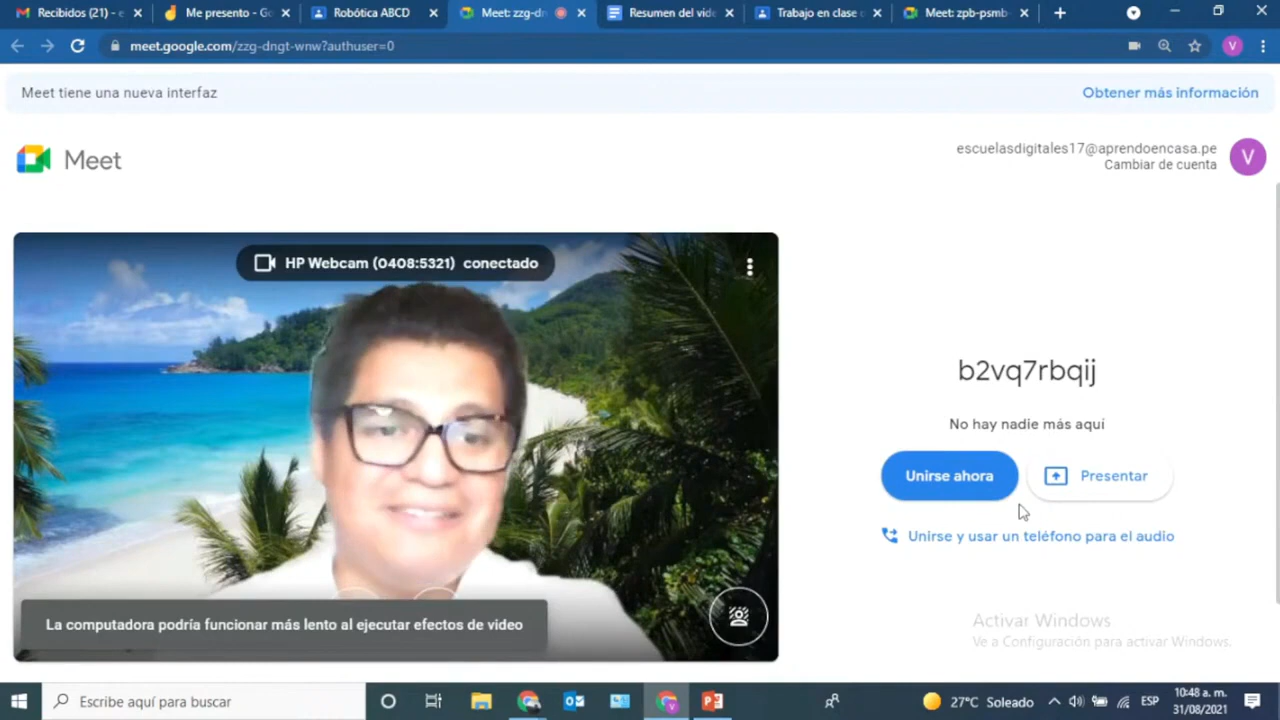 Recibidos (21) - e
Me presento - Go
Robótica ABCD
Meet: zzg-dn
Resumen del vid
Trabajo en clase
Meet: zpb-psmb-
meet.google.com/zzg-dngt-wnw?authuser=0
V
Meet tiene una nueva interfaz
Obtener más información
Meet
escuelasdigitales17@aprendoencasa.pe
Cambiar de cuenta
V
HP Webcam (0408:5321) conectado
b2vq7rbqij
No hay nadie más aquí
Unirse ahora
Presentar
Unirse y usar un teléfono para el audio
La computadora podría funcionar más lento al ejecutar efectos de video
Activar Windows
Ve a Configuración para activar Windows.
Escribe aquí para buscar
27°C Soleado
ESP
10:48 a. m.
31/08/2021